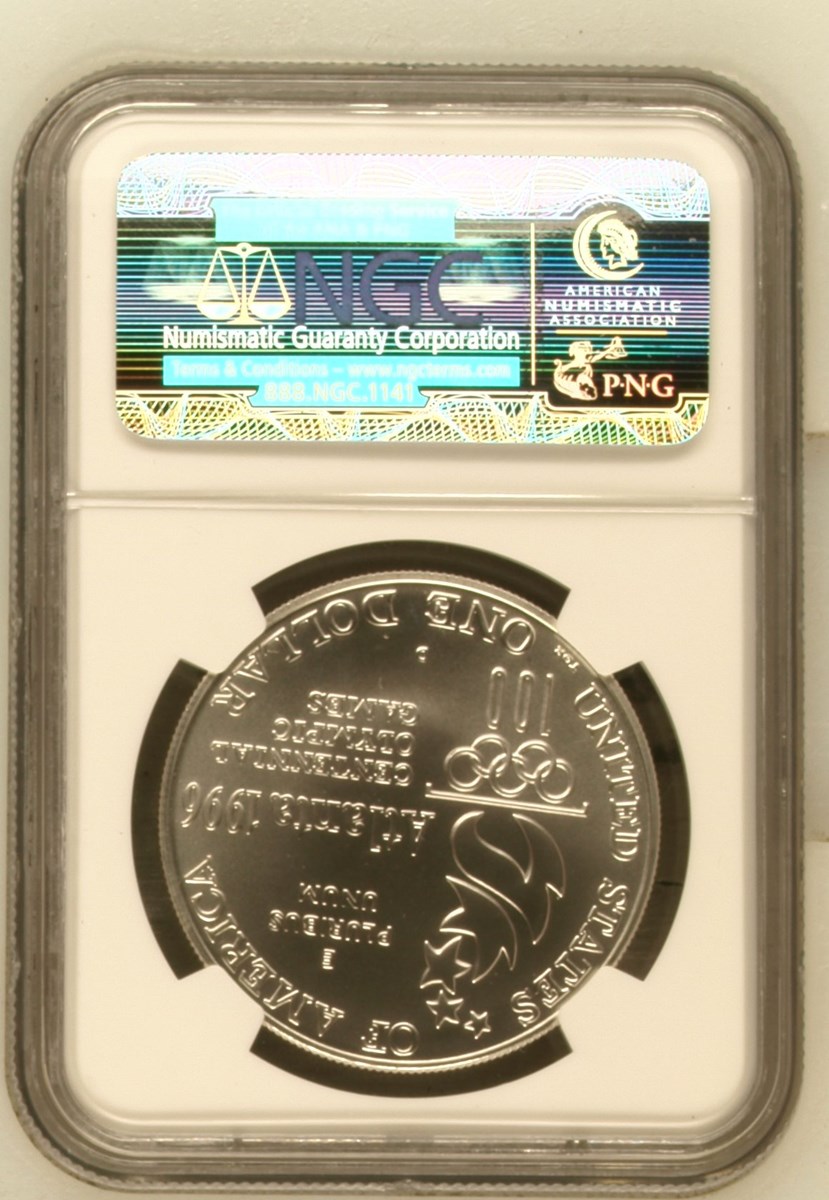 NGC
Numismatic Guaranty Corporation
Terms & Conditions – www.ngcterms.com
888.NGC.1141
AMERICAN
NUMISMATIC
ASSOCIATION
P·N·G
UNITED STATES OF AMERICA
E
PLURIBUS
UNUM
Atlanta 1996
CENTENNIAL
OLYMPIC
GAMES
100
D
ONE DOLLAR